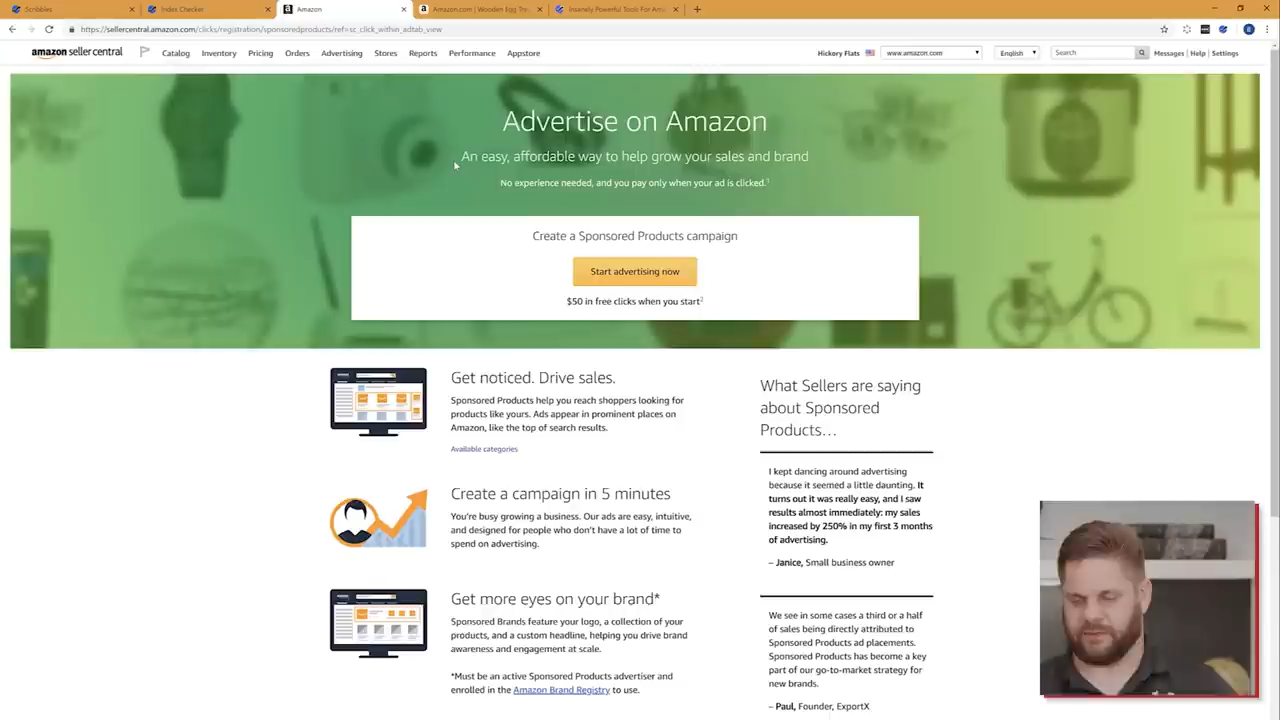 Scribbles
Index Checker
Amazon
Amazon.com | Wooden Egg Tra
Insanely Powerful Tools For Am
https://sellercentral.amazon.com/clicks/registration/sponsoredproducts/ref=sc_click_within_adtab_view
amazon seller central
Catalog Inventory Pricing Orders Advertising Stores Reports Performance Appstore
Hickory Flats www.amazon.com English Search Messages | Help | Settings
Advertise on Amazon
An easy, affordable way to help grow your sales and brand
No experience needed, and you pay only when your ad is clicked.1
Create a Sponsored Products campaign
Start advertising now
$50 in free clicks when you start2
Get noticed. Drive sales.
Sponsored Products help you reach shoppers looking for
products like yours. Ads appear in prominent places on
Amazon, like the top of search results.
Available categories
Create a campaign in 5 minutes
You're busy growing a business. Our ads are easy, intuitive,
and designed for people who don't have a lot of time to
spend on advertising.
Get more eyes on your brand*
Sponsored Brands feature your logo, a collection of your
products, and a custom headline, helping you drive brand
awareness and engagement at scale.
*Must be an active Sponsored Products advertiser and
enrolled in the Amazon Brand Registry to use.
What Sellers are saying
about Sponsored
Products…
I kept dancing around advertising
because it seemed a little daunting. It
turns out it was really easy, and I saw
results almost immediately: my sales
increased by 250% in my first 3 months
of advertising.
– Janice, Small business owner
We see in some cases a third or a half
of sales being directly attributed to
Sponsored Products ad placements.
Sponsored Products has become a key
part of our go-to-market strategy for
new brands.
– Paul, Founder, ExportX